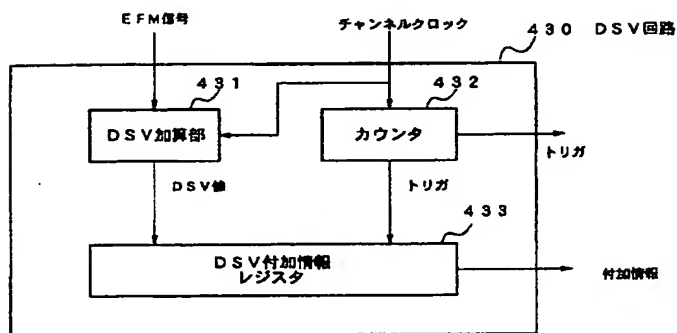 EFM信号
チャンネルクロック
430 DSV回路
431
432
DSV加算部
カウンタ
トリガ
DSV値
トリガ
433
DSV付加情報
レジスタ
付加情報